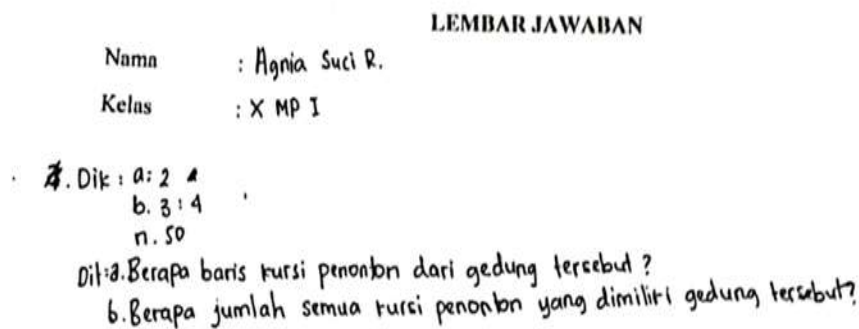 LEMBAR JAWABAN
Nama : Agnia Suci R.
Kelas : X MP I
. Dik : a: 2
b. 3 : 4
n. 50
Dit: a. Berapa baris kursi penonton dari gedung tersebut ?
b. Berapa jumlah semua kursi penonton yang dimiliki gedung tersebut?